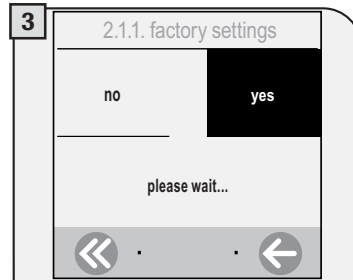 3
2.1.1. factory settings
no yes
please wait...